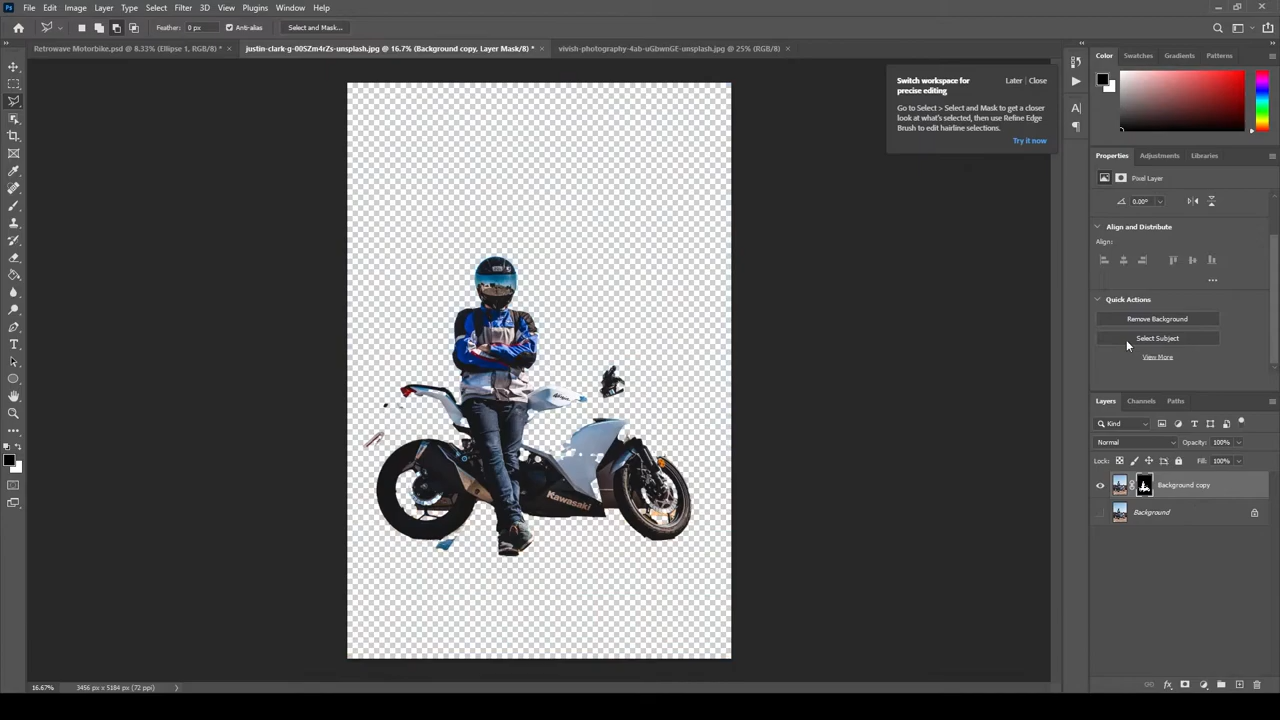 Ps File Edit Image Layer Type Select Filter 3D View Plugins Window Help
Feather: 0 px Anti-alias Select and Mask...
Retrowave Motorbike.psd @ 8.33% (Ellipse 1, RGB/8) * × justin-clark-g-00SZm4rZs-unsplash.jpg @ 16.7% (Background copy, Layer Mask/8) * × vivish-photography-4ab-uGbwnGE-unsplash.jpg @ 25% (RGB/8) ×
Switch workspace for Later Close
precise editing
Go to Select > Select and Mask to get a closer
look at what's selected, then use Refine Edge
Brush to edit hairline selections.
Try it now
Color Swatches Gradients Patterns
Properties Adjustments Libraries
Pixel Layer
0.00°
Align and Distribute
Align:
Quick Actions
Remove Background
Select Subject
View More
Layers Channels Paths
Kind
Normal Opacity: 100%
Lock: Fill: 100%
Background copy
Background
Kawasaki
16.67% 3456 px x 5184 px (72 ppi)